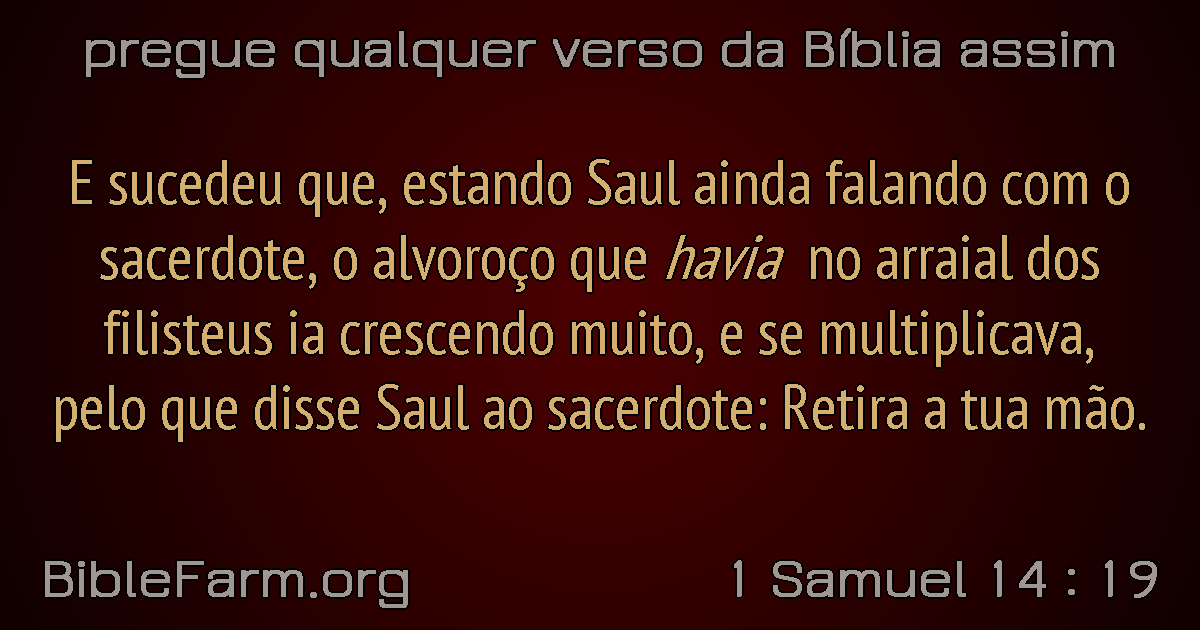 pregue qualquer verso da Bíblia assim
E sucedeu que, estando Saul ainda falando com o
sacerdote, o alvoroço que havia no arraial dos
filisteus ia crescendo muito, e se multiplicava,
pelo que disse Saul ao sacerdote: Retira a tua mão.
BibleFarm.org
1 Samuel 14 : 19